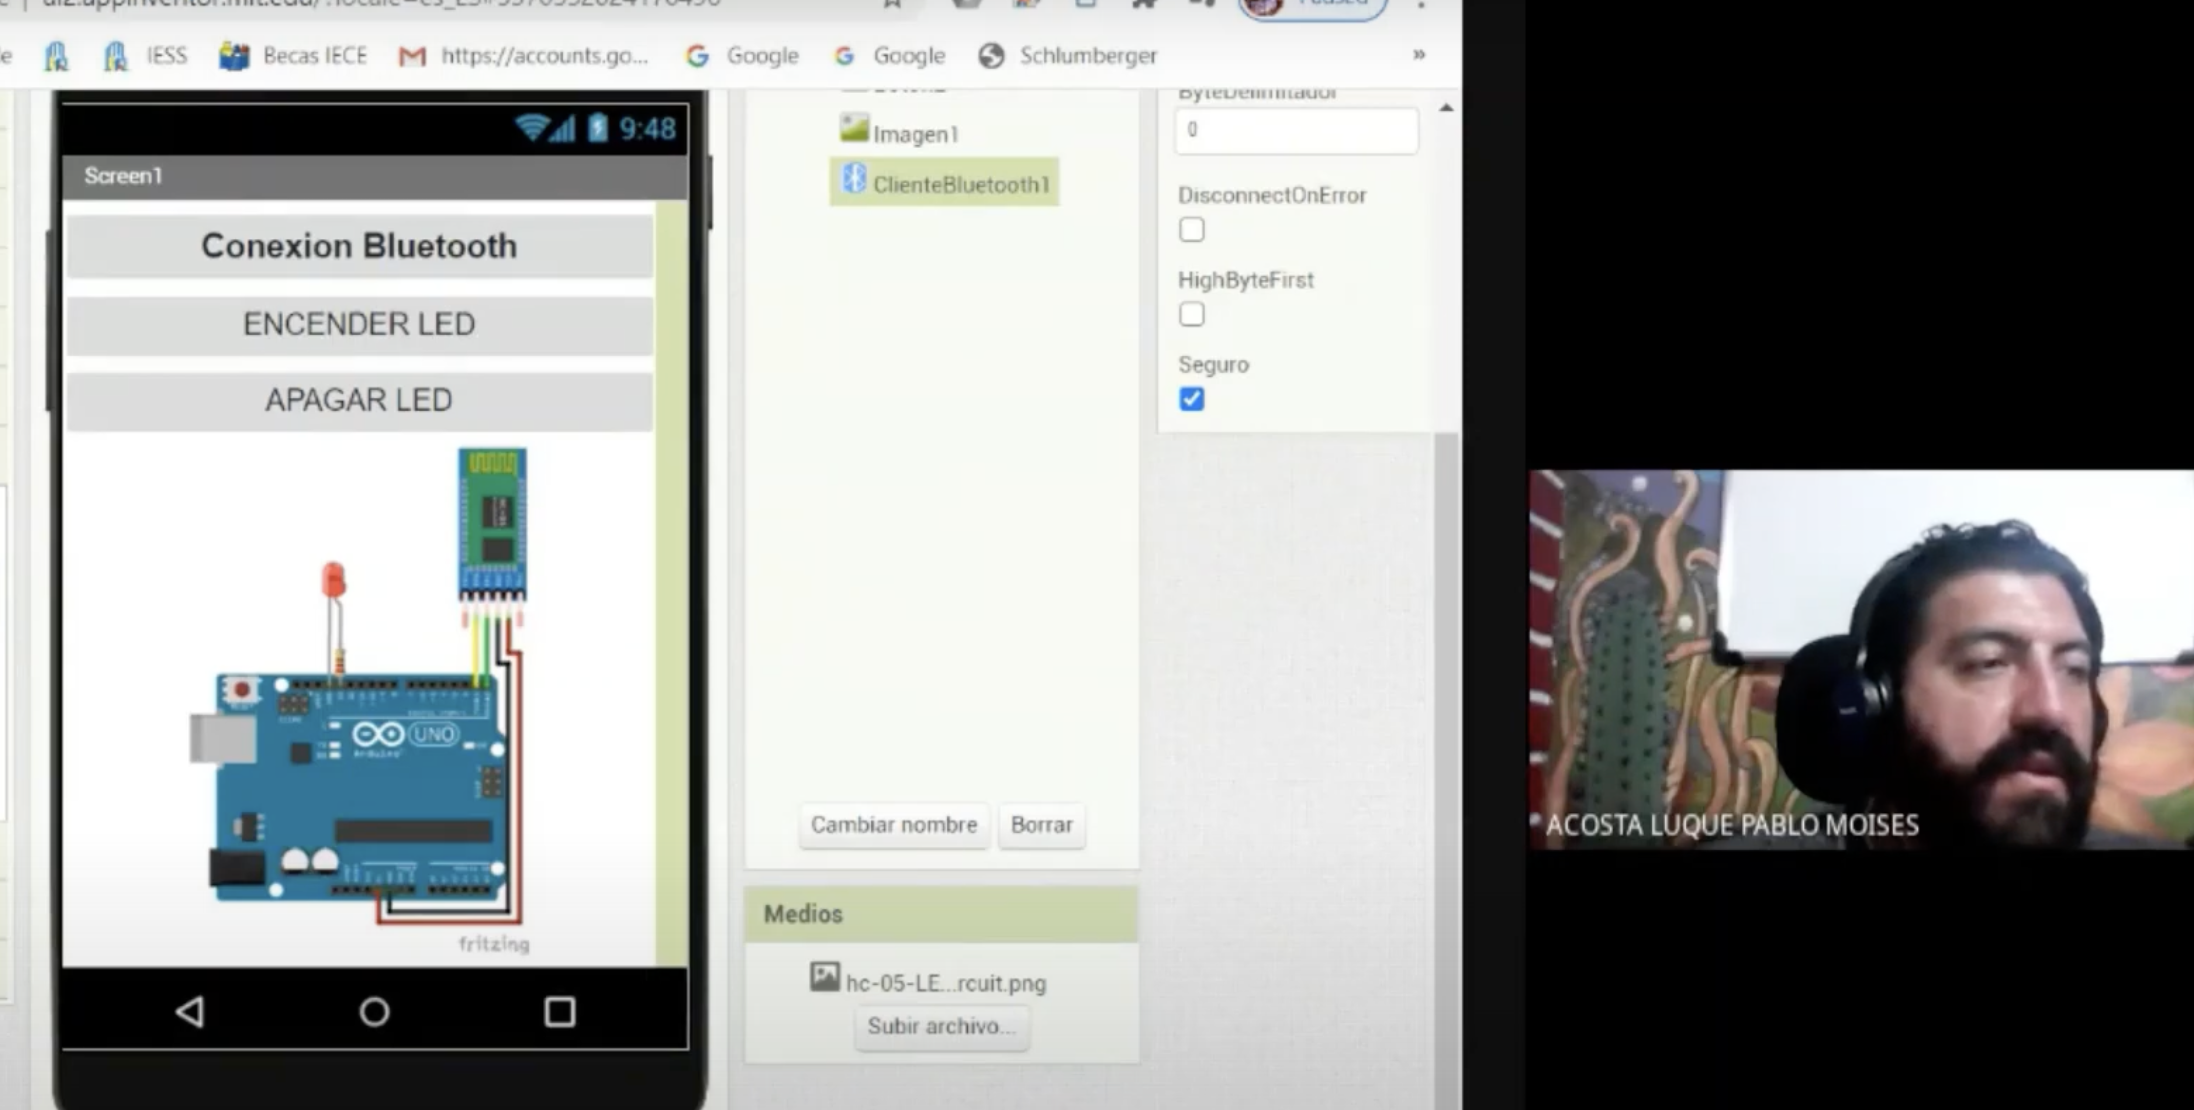 ai2.appinventor.mit.edu/?locale=es_ES#
Paused
IESS
Becas IECE
https://accounts.go...
Google
Google
Schlumberger
»
9:48
Screen1
Conexion Bluetooth
ENCENDER LED
APAGAR LED
UNO
fritzing
Imagen1
ClienteBluetooth1
Cambiar nombre
Borrar
Medios
hc-05-LE...rcuit.png
Subir archivo...
ByteDelimitador
0
DisconnectOnError
HighByteFirst
Seguro
ACOSTA LUQUE PABLO MOISES